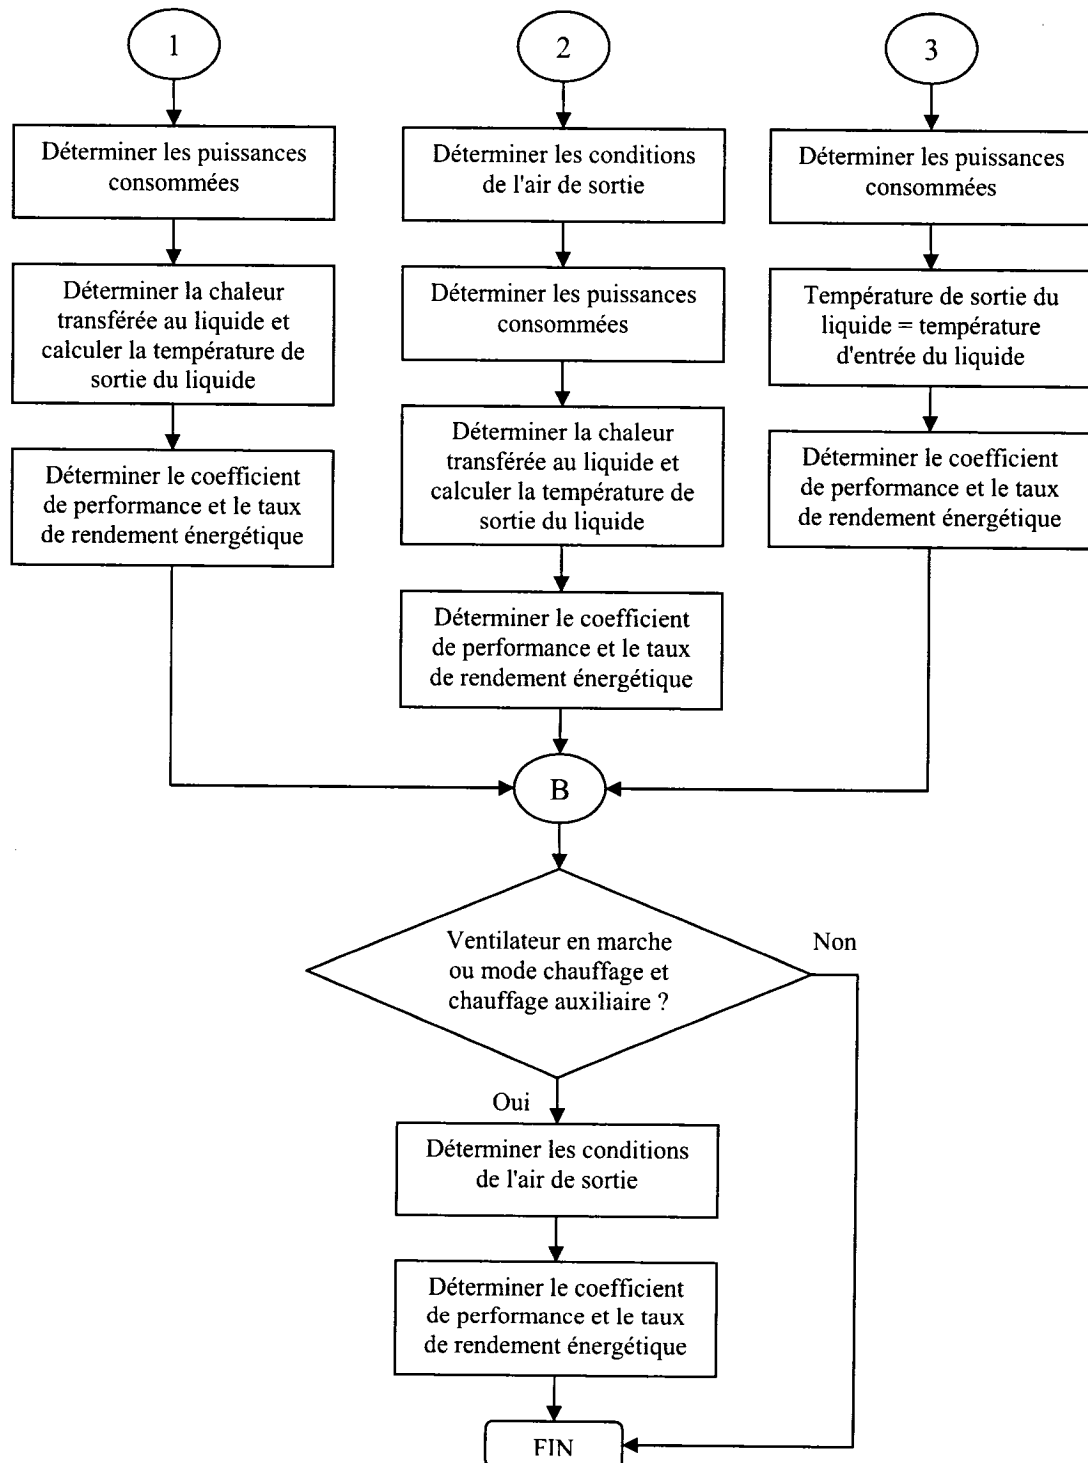 1
Déterminer les puissances
consommées
Déterminer la chaleur
transférée au liquide et
calculer la température de
sortie du liquide
Déterminer le coefficient
de performance et le taux
de rendement énergétique
2
Déterminer les conditions
de l'air de sortie
Déterminer les puissances
consommées
Déterminer la chaleur
transférée au liquide et
calculer la température de
sortie du liquide
Déterminer le coefficient
de performance et le taux
de rendement énergétique
3
Déterminer les puissances
consommées
Température de sortie du
liquide = température
d'entrée du liquide
Déterminer le coefficient
de performance et le taux
de rendement énergétique
B
Ventilateur en marche
ou mode chauffage et
chauffage auxiliaire ?
Non
Oui
Déterminer les conditions
de l'air de sortie
Déterminer le coefficient
de performance et le taux
de rendement énergétique
FIN